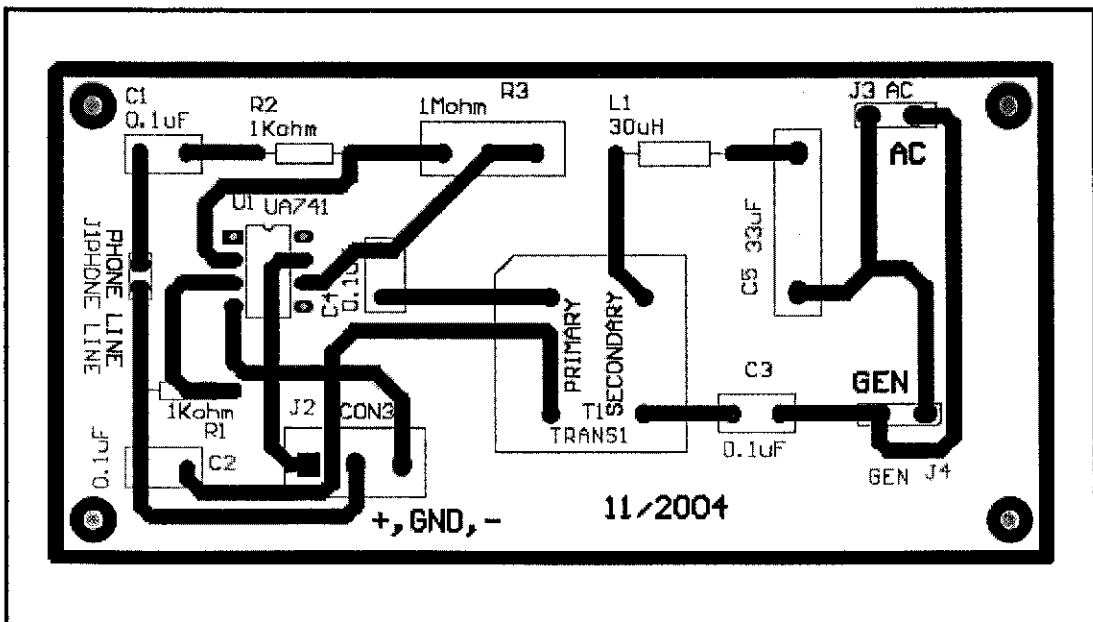 C1
0.1uF
R2
1Kohm
1Mohm
R3
L1
30uH
J3 AC
AC
U1
UA741
PHONE LINE
J1PHONE LINE
C4
0.1u
PRIMARY
SECONDARY
C5 33uF
T1
TRANS1
C3
0.1uF
GEN
GEN
J4
1Kohm
R1
J2
CON3
0.1uF
C2
+,GND,-
11/2004